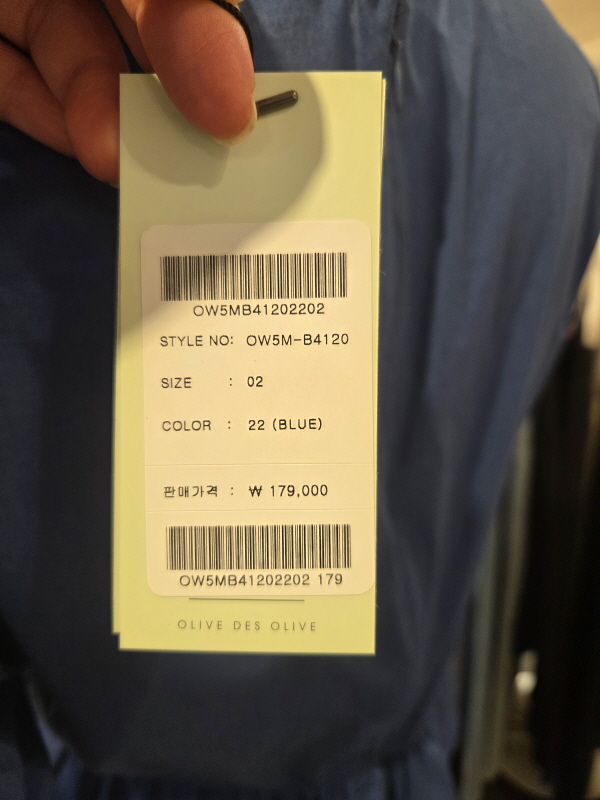 OW5MB41202202
STYLE NO: OW5M-B4120
SIZE : 02
COLOR : 22 (BLUE)
판매가격 : ₩ 179,000
OW5MB41202202 179
OLIVE DES OLIVE